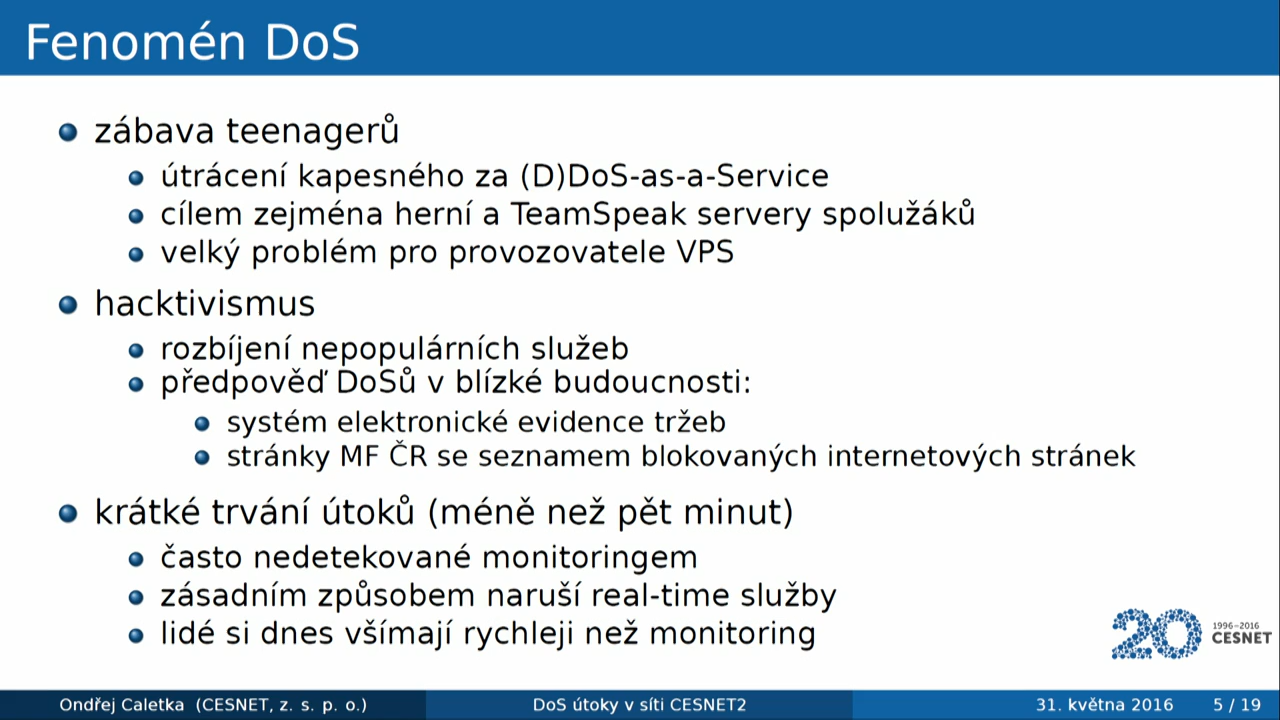 Fenomén DoS
zábava teenagerů
útrácení kapesného za (D)DoS-as-a-Service
cílem zejména herní a TeamSpeak servery spolužáků
velký problém pro provozovatele VPS
hacktivismus
rozbíjení nepopulárních služeb
předpověď DoSů v blízké budoucnosti:
systém elektronické evidence tržeb
stránky MF ČR se seznamem blokovaných internetových stránek
krátké trvání útoků (méně než pět minut)
často nedetekované monitoringem
zásadním způsobem naruší real-time služby
lidé si dnes všímají rychleji než monitoring
20 1996–2016
CESNET
Ondřej Caletka (CESNET, z. s. p. o.) DoS útoky v síti CESNET2 31. května 2016 5 / 19